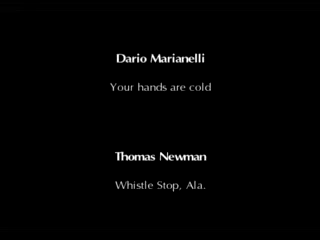 Dario Marianelli
Your hands are cold
Thomas Newman
Whistle Stop, Ala.